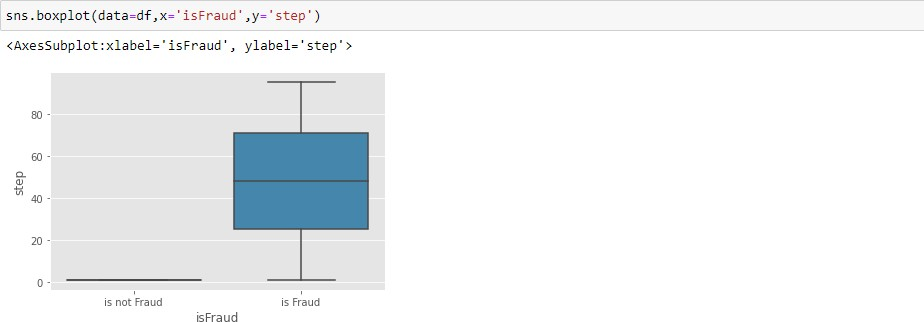 sns.boxplot(data=df,x='isFraud',y='step')
<AxesSubplot:xlabel='isFraud', ylabel='step'>
80
60
step
40
20
0
is not Fraud is Fraud
isFraud